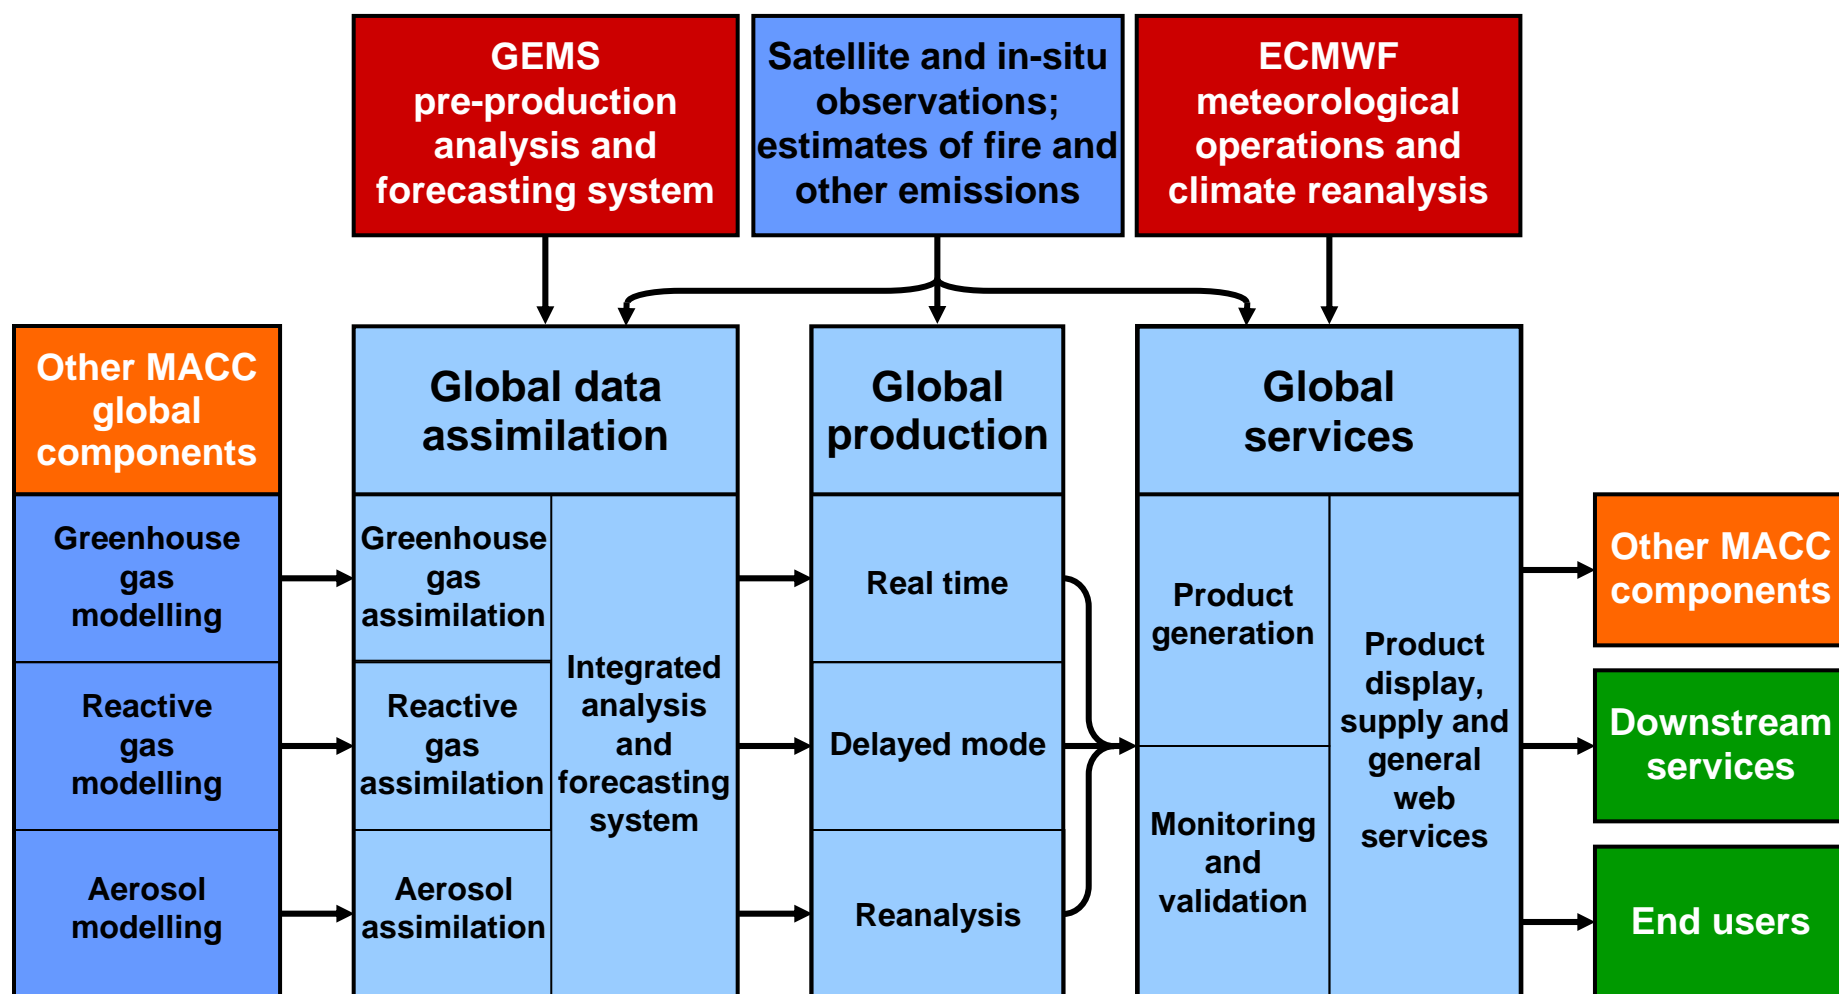 GEMS
pre-production
analysis and
forecasting system
Satellite and in-situ
observations;
estimates of fire and
other emissions
ECMWF
meteorological
operations and
climate reanalysis
Other MACC
global
components
Global data
assimilation
Global
production
Global
services
Greenhouse
gas
modelling
Reactive
gas
modelling
Aerosol
modelling
Greenhouse
gas
assimilation
Reactive
gas
assimilation
Aerosol
assimilation
Integrated
analysis
and
forecasting
system
Real time
Delayed mode
Reanalysis
Product
generation
Monitoring
and
validation
Product
display,
supply and
general
web
services
Other MACC
components
Downstream
services
End users